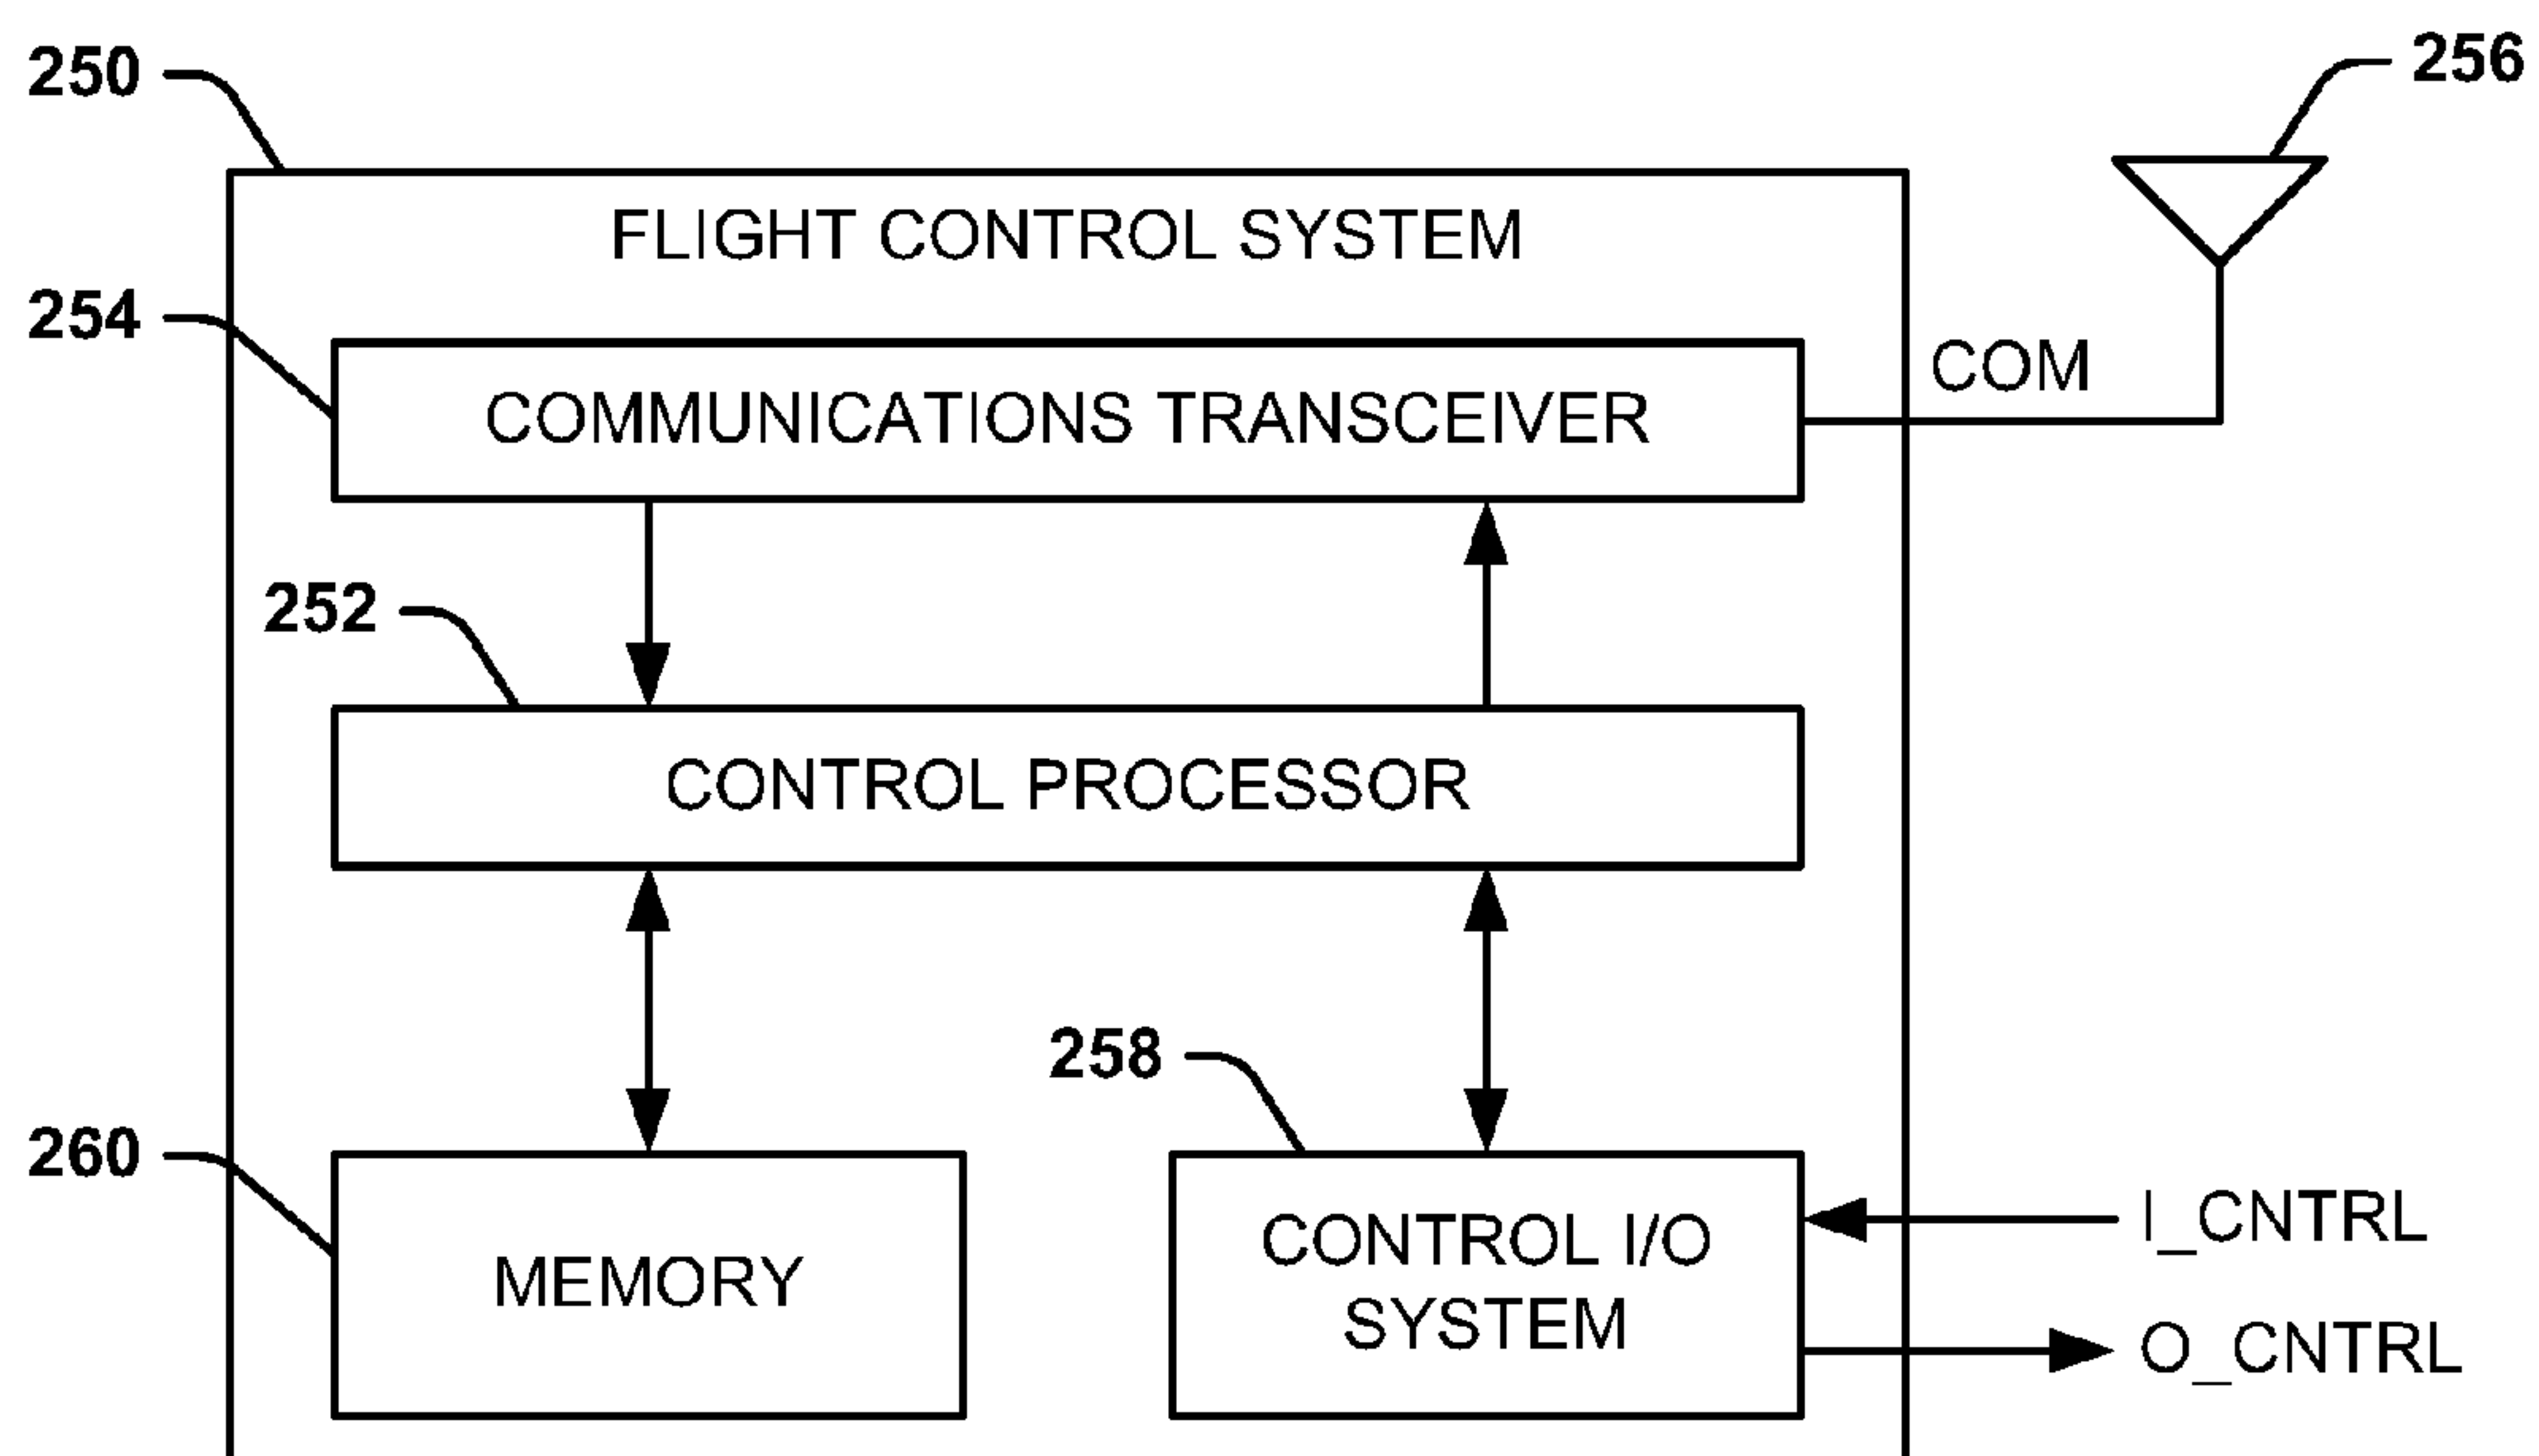 250
256
FLIGHT CONTROL SYSTEM
254
COM
COMMUNICATIONS TRANSCEIVER
252
CONTROL PROCESSOR
258
260
MEMORY
CONTROL I/O
SYSTEM
I_CNTRL
O_CNTRL